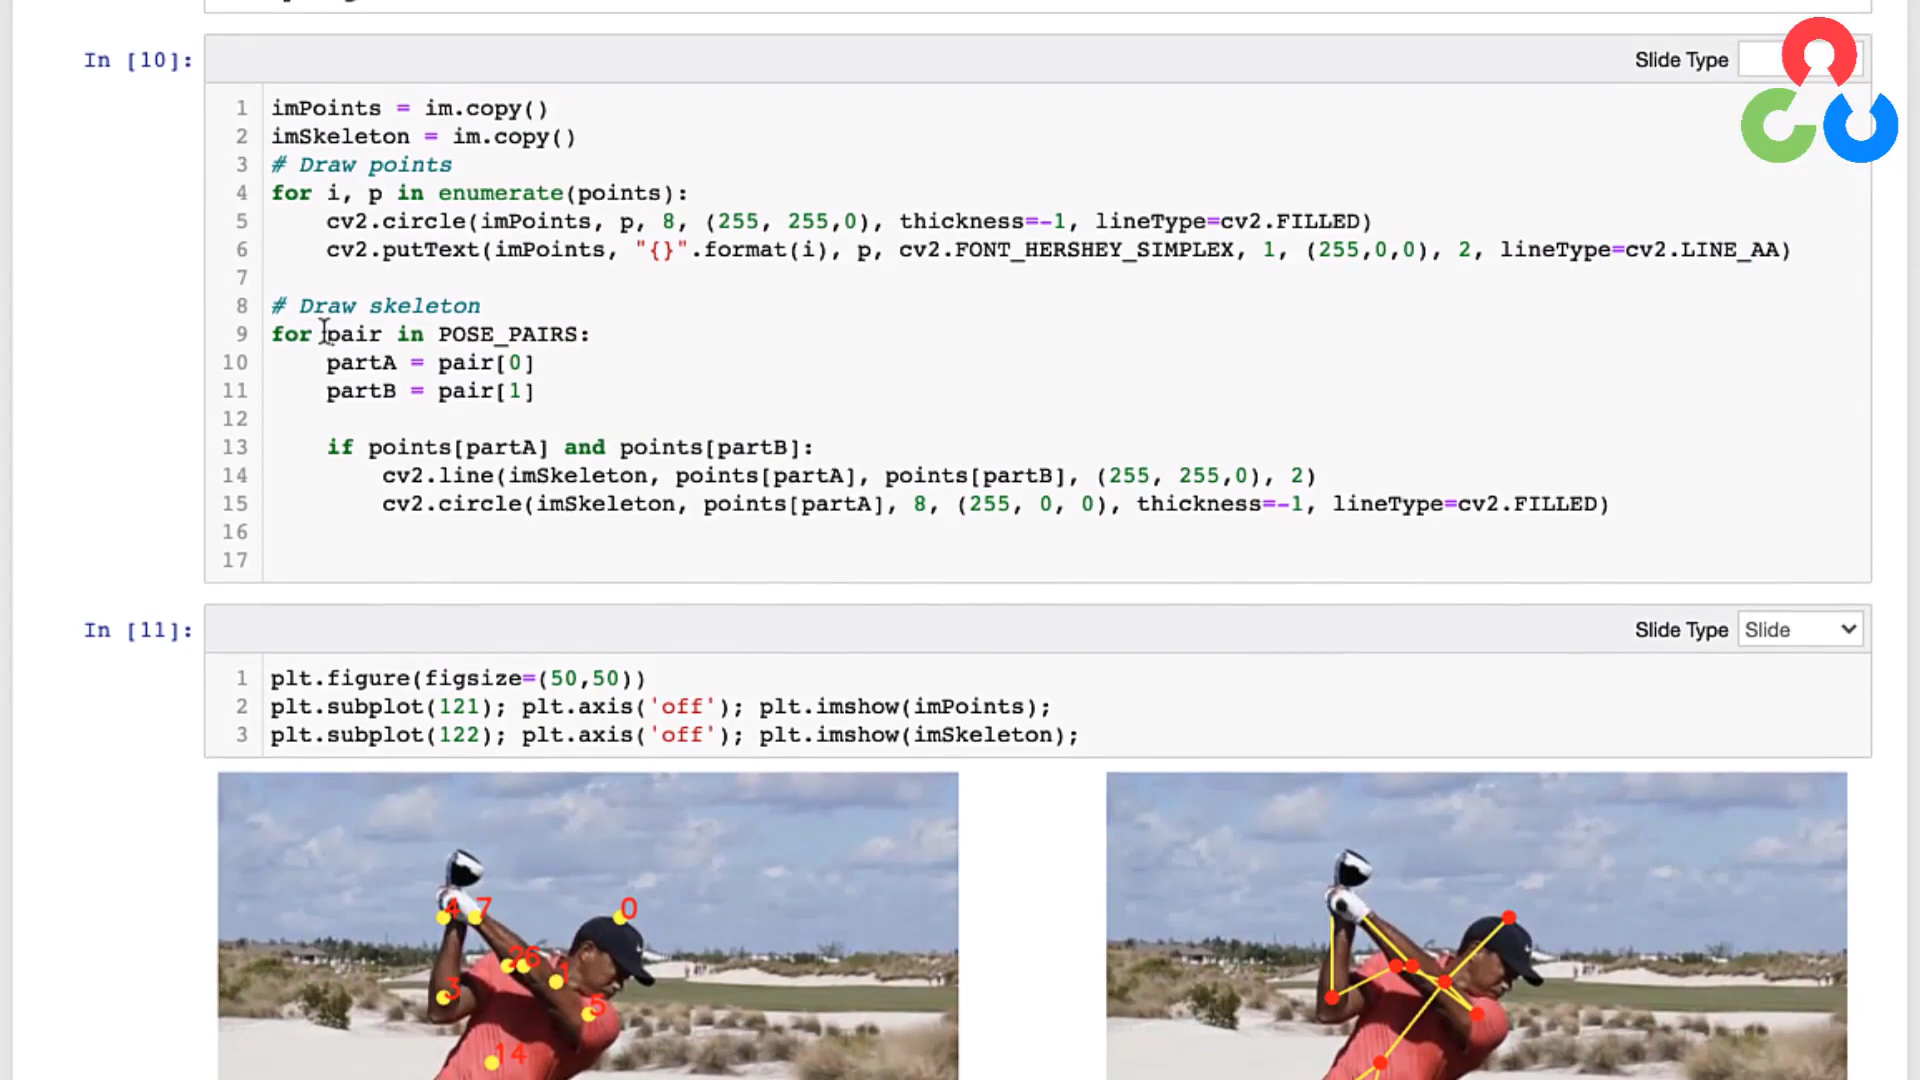 In [10]:
Slide Type
1 imPoints = im.copy()
2 imSkeleton = im.copy()
3 # Draw points
4 for i, p in enumerate(points):
5     cv2.circle(imPoints, p, 8, (255, 255,0), thickness=-1, lineType=cv2.FILLED)
6     cv2.putText(imPoints, "{}".format(i), p, cv2.FONT_HERSHEY_SIMPLEX, 1, (255,0,0), 2, lineType=cv2.LINE_AA)
7
8 # Draw skeleton
9 for pair in POSE_PAIRS:
10     partA = pair[0]
11     partB = pair[1]
12
13     if points[partA] and points[partB]:
14         cv2.line(imSkeleton, points[partA], points[partB], (255, 255,0), 2)
15         cv2.circle(imSkeleton, points[partA], 8, (255, 0, 0), thickness=-1, lineType=cv2.FILLED)
16
17
In [11]:
Slide Type Slide
1 plt.figure(figsize=(50,50))
2 plt.subplot(121); plt.axis('off'); plt.imshow(imPoints);
3 plt.subplot(122); plt.axis('off'); plt.imshow(imSkeleton);
4 7 0
2 6 1
3 5
14